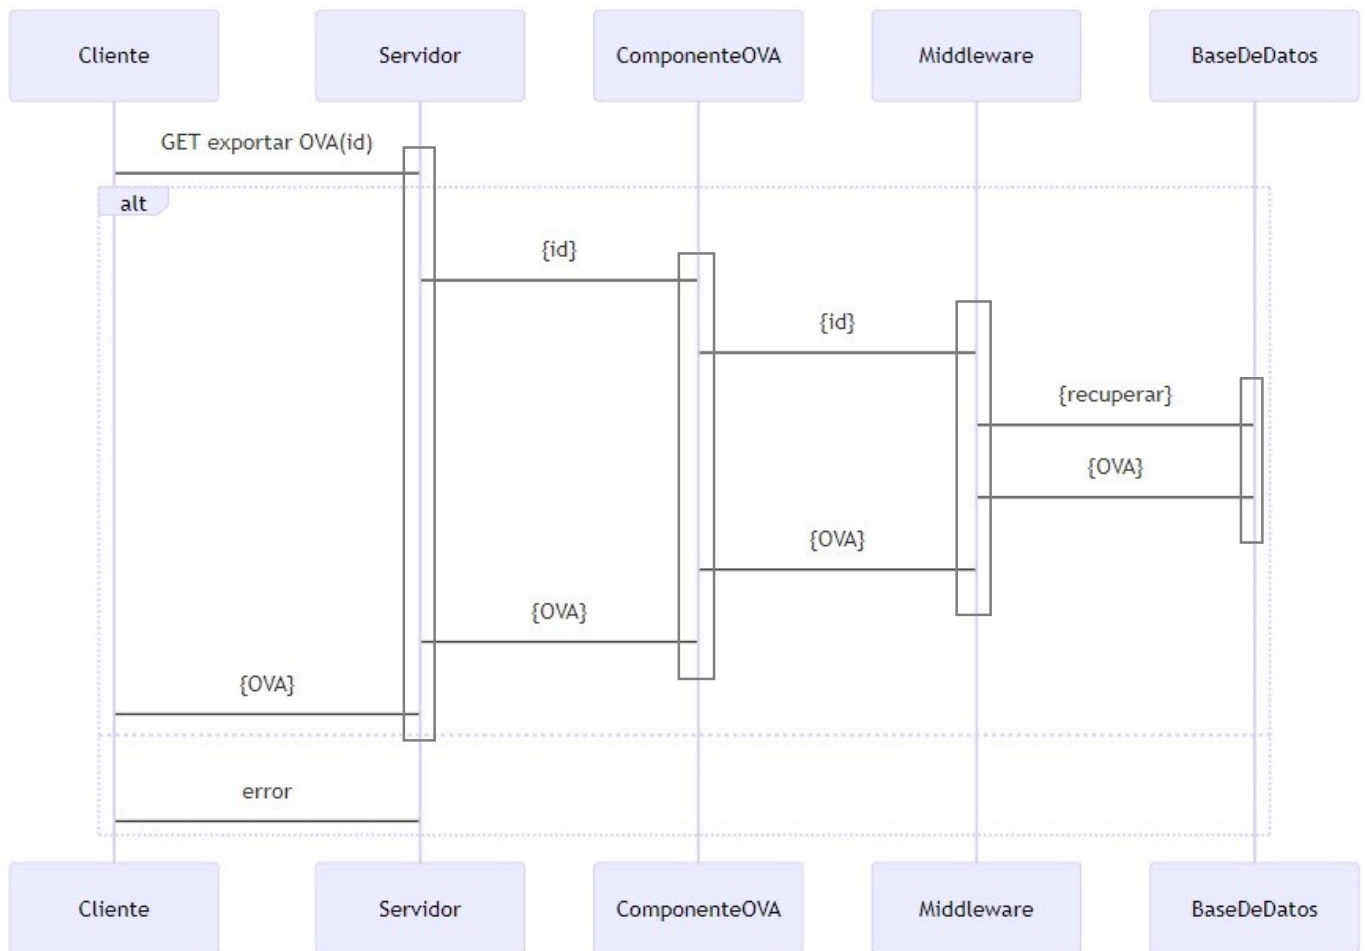 Cliente
Servidor
ComponenteOVA
Middleware
BaseDeDatos
GET exportar OVA(id)
alt
{id}
{id}
{recuperar}
{OVA}
{OVA}
{OVA}
{OVA}
error
Cliente
Servidor
ComponenteOVA
Middleware
BaseDeDatos